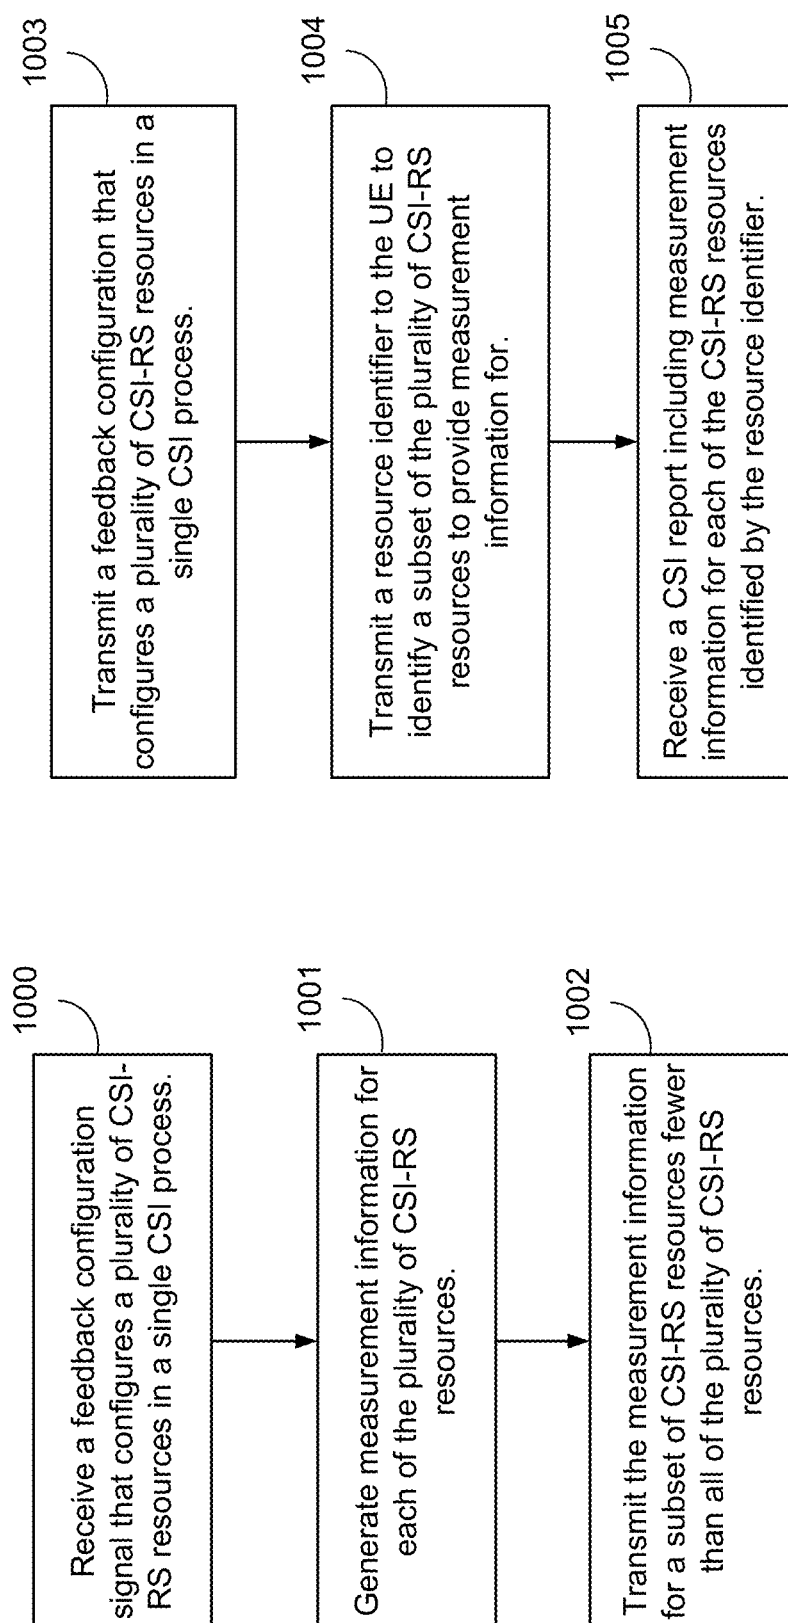 1000
Receive a feedback configuration
signal that configures a plurality of CSI-
RS resources in a single CSI process.
1001
Generate measurement information for
each of the plurality of CSI-RS
resources.
1002
Transmit the measurement information
for a subset of CSI-RS resources fewer
than all of the plurality of CSI-RS
resources.
1003
Transmit a feedback configuration that
configures a plurality of CSI-RS resources in a
single CSI process.
1004
Transmit a resource identifier to the UE to
identify a subset of the plurality of CSI-RS
resources to provide measurement
information for.
1005
Receive a CSI report including measurement
information for each of the CSI-RS resources
identified by the resource identifier.